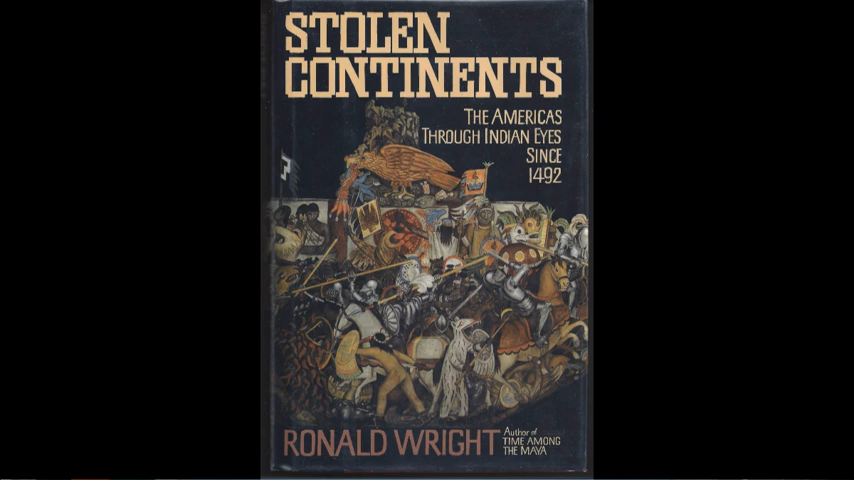 STOLEN
CONTINENTS
THE AMERICAS
THROUGH INDIAN EYES
SINCE
1492
RONALD WRIGHT
Author of
TIME AMONG
THE MAYA